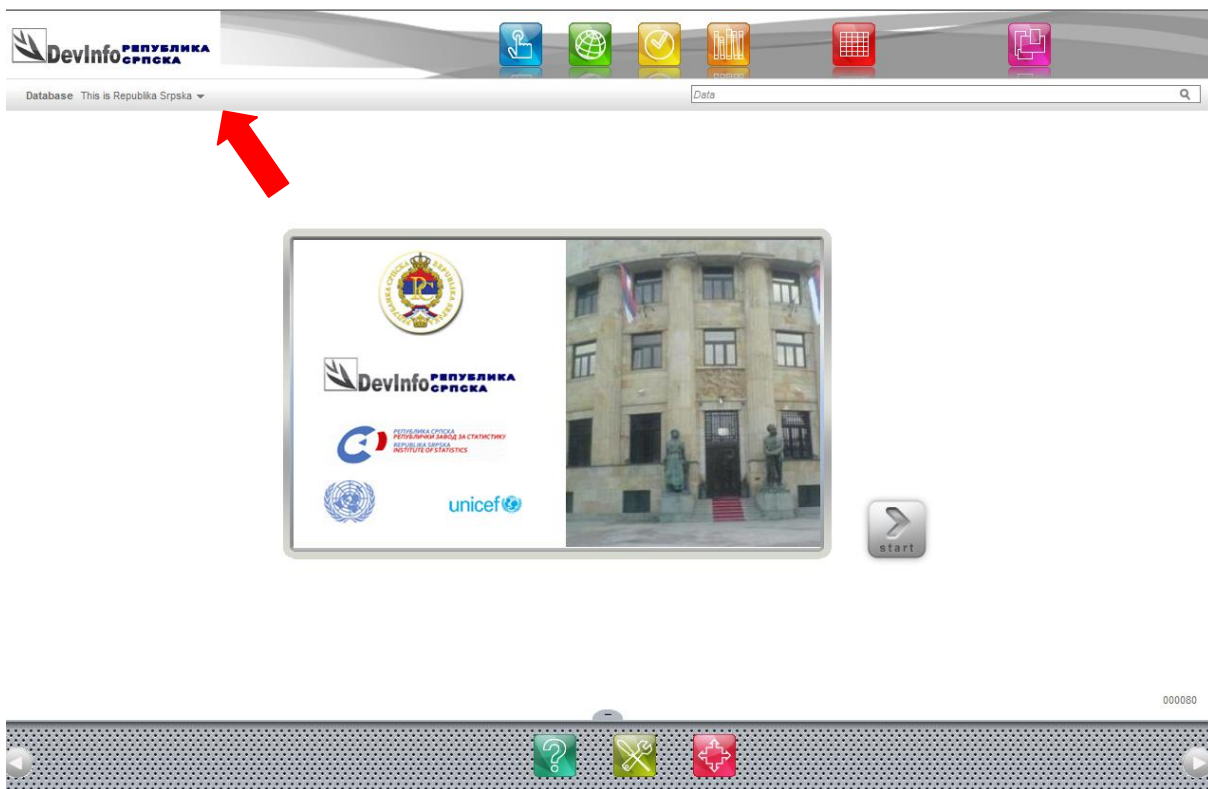 DevInfo РЕПУБЛИКА
СРПСКА
Database This is Republika Srpska
Data
DevInfo РЕПУБЛИКА
СРПСКА
РЕПУБЛИКА СРПСКА
РЕПУБЛИЧКИ ЗАВОД ЗА СТАТИСТИКУ
REPUBLIKA SRPSKA
INSTITUTE OF STATISTICS
unicef
start
000080